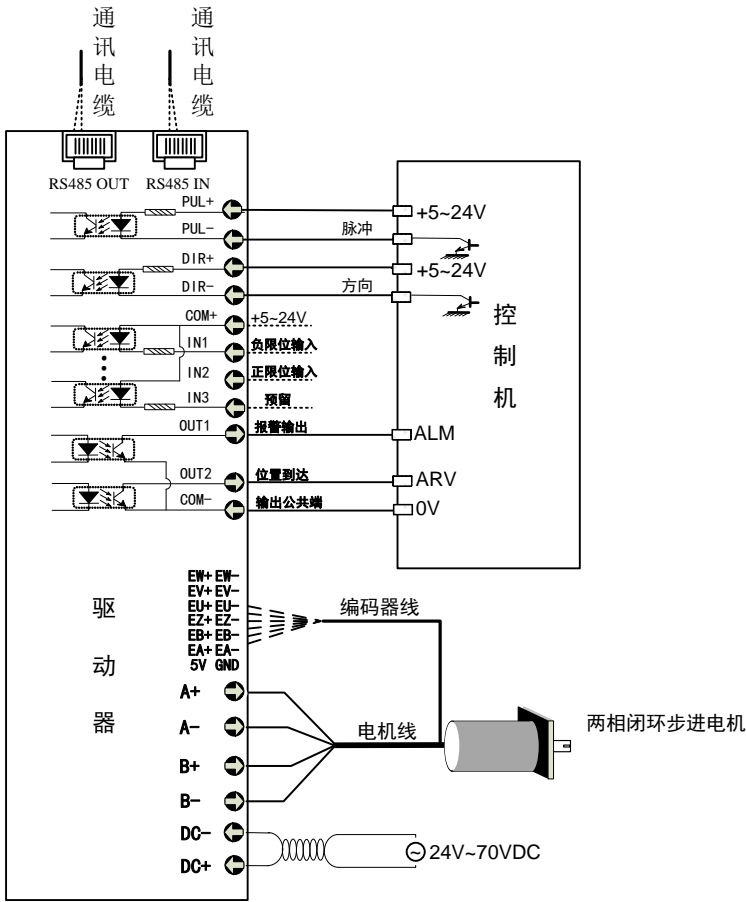 通讯电缆
通讯电缆
RS485 OUT
RS485 IN
PUL+
+5~24V
PUL-
脉冲
DIR+
+5~24V
DIR-
方向
COM+
+5~24V
IN1
负限位输入
IN2
正限位输入
IN3
预留
OUT1
报警输出
ALM
OUT2
位置到达
ARV
COM-
输出公共端
0V
控制机
EW+ EW-
EV+ EV-
EU+ EU-
EZ+ EZ-
EB+ EB-
EA+ EA-
5V GND
编码器线
驱动器
A+
A-
电机线
两相闭环步进电机
B+
B-
DC-
DC+
24V~70VDC